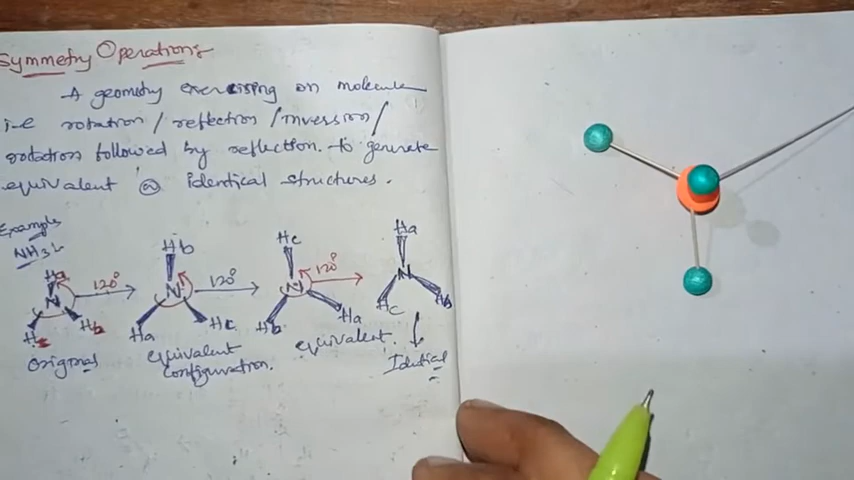 Symmetry Operations
A geometry exercising on molecule
i-e rotation / reflection / inversion /
rotation followed by reflection. to generate
equivalent @ identical structures.
Example
NH3
Ha N Hb
120°
Hb N Ha Hc
120°
Hc N Hb Ha
120°
Ha N Hc Hb
Original
equivalent
configuration.
equivalent.
Identical